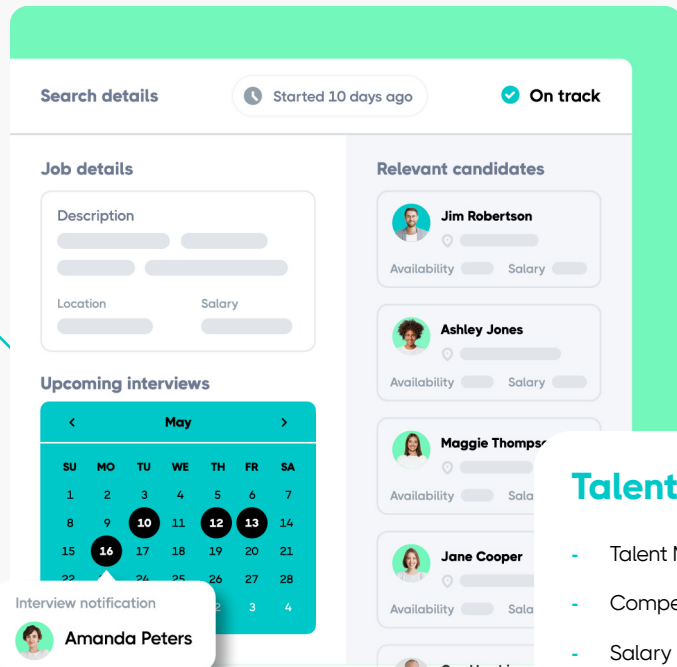 Search details
Started 10 days ago
On track
Job details
Description
Location Salary
Upcoming interviews
May
SU MO TU WE TH FR SA
1 2 3 4 5 6 7
8 9 10 11 12 13 14
15 16 17 18 19 20 21
22 24 25 26 27 28
2 3 4
Interview notification
Amanda Peters
Relevant candidates
Jim Robertson
Availability Salary
Ashley Jones
Availability Salary
Maggie
Availability
Jane Cooper
Availability
Talent
Talent
Salary